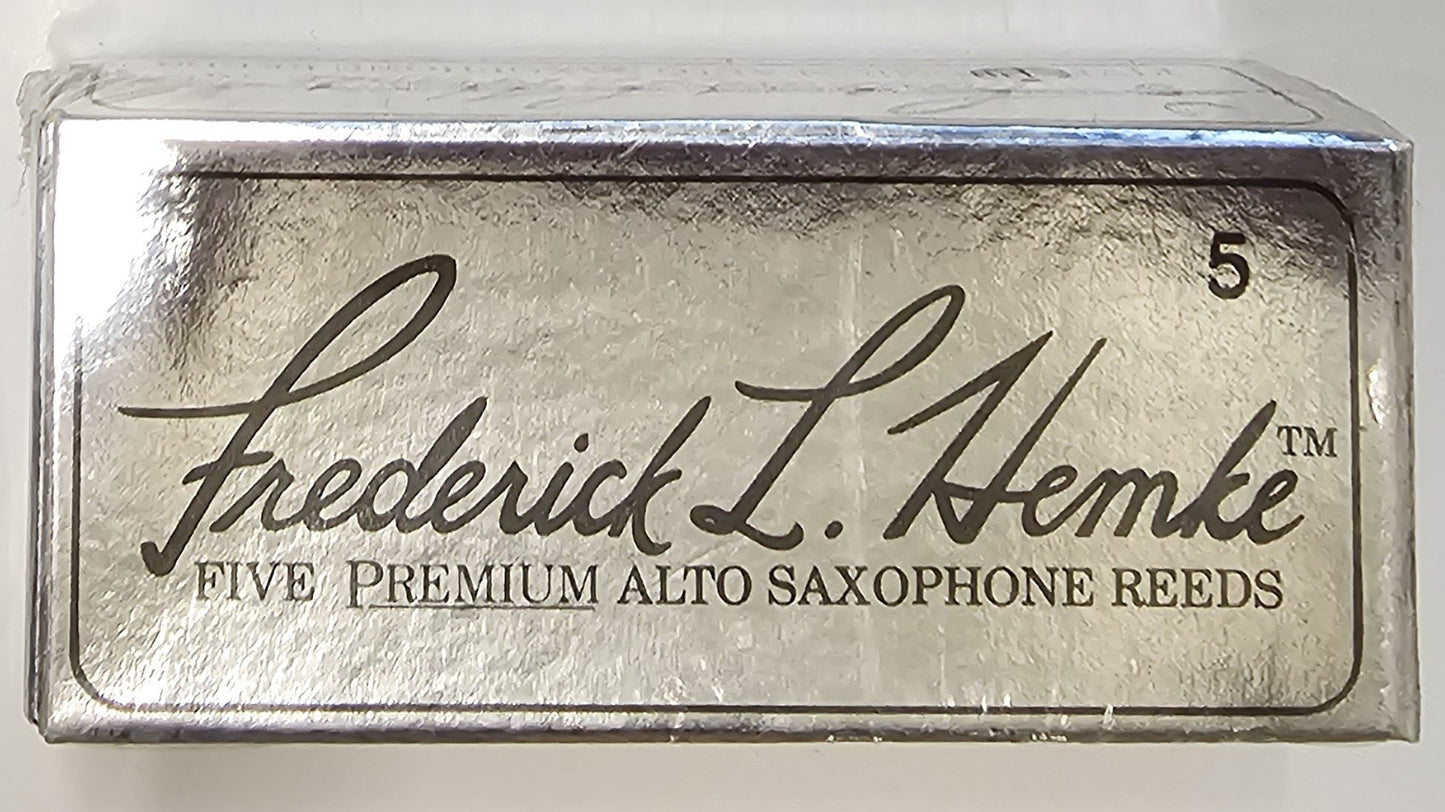 5
Frederick L. Hemke™
FIVE PREMIUM ALTO SAXOPHONE REEDS